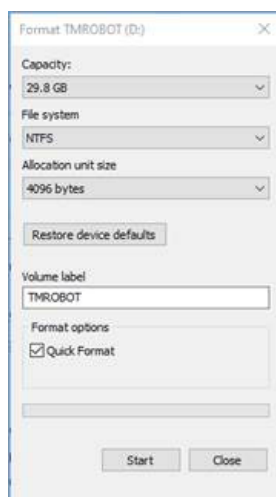 Format TMROBOT (D:)
Capacity:
29.8 GB
File system
NTFS
Allocation unit size
4096 bytes
Restore device defaults
Volume label
TMROBOT
Format options
Quick Format
Start Close